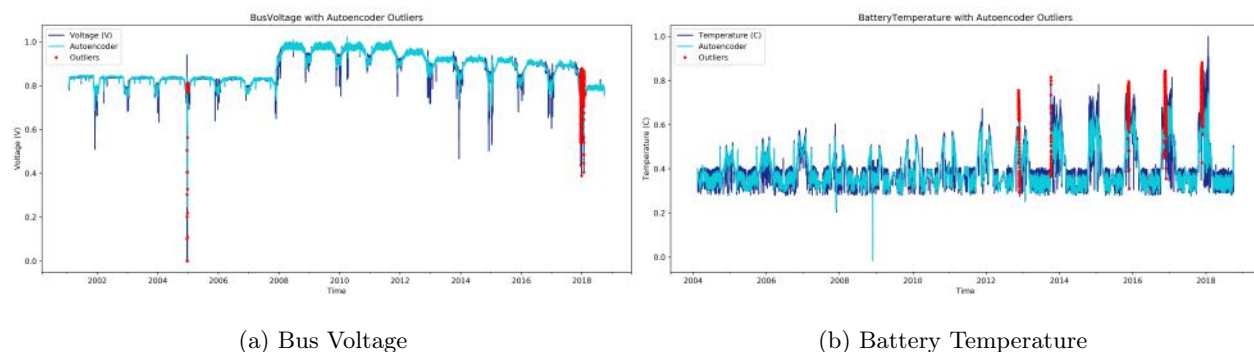 BusVoltage with Autoencoder Outliers
Voltage (V)
Autoencoder
Outliers
1.0
0.8
0.6
0.4
0.2
0.0
Voltage (V)
2002 2004 2006 2008 2010 2012 2014 2016 2018
Time
(a) Bus Voltage
BatteryTemperature with Autoencoder Outliers
Temperature (C)
Autoencoder
Outliers
1.0
0.8
0.6
0.4
0.2
0.0
Temperature (C)
2004 2006 2008 2010 2012 2014 2016 2018
Time
(b) Battery Temperature